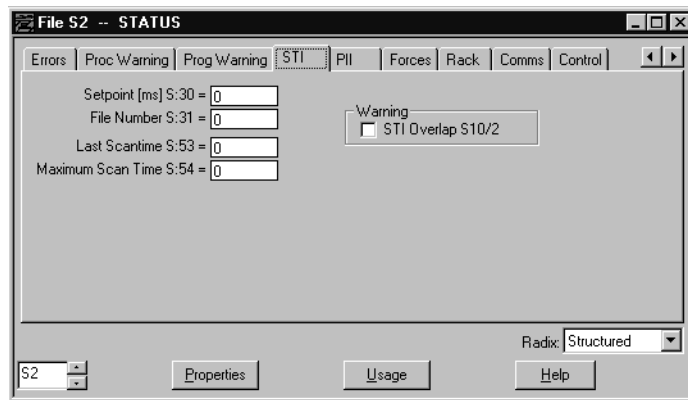 File S2 -- STATUS
Errors Proc Warning Prog Warning STI PII Forces Rack Comms Control
Setpoint [ms] S:30 = 0
File Number S:31 = 0
Last Scantime S:53 = 0
Maximum Scan Time S:54 = 0
Warning
STI Overlap S10/2
Radix: Structured
S2 Properties Usage Help